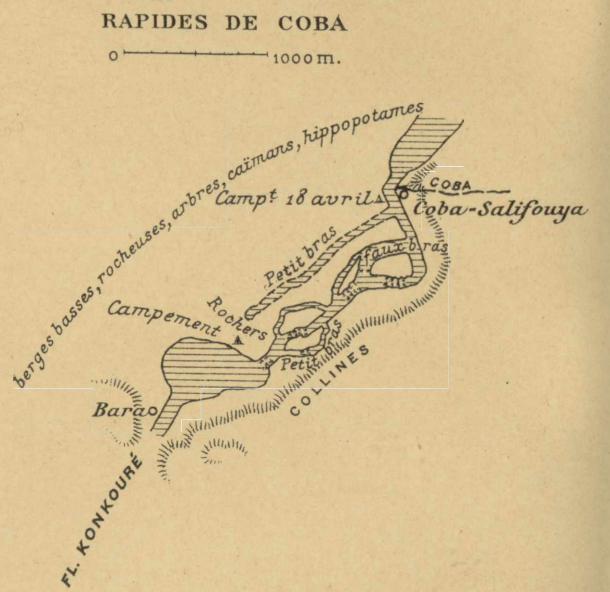 RAPIDES DE COBA
0 1000 m.
berges basses, rocheuses, arbres, caïmans, hippopotames
COBA
Campt 18 avril
Coba-Salifouya
Petit bras
faux bras
Rochers
Campement
Petit bras
COLLINES
Bara
FL. KONKOURÉ